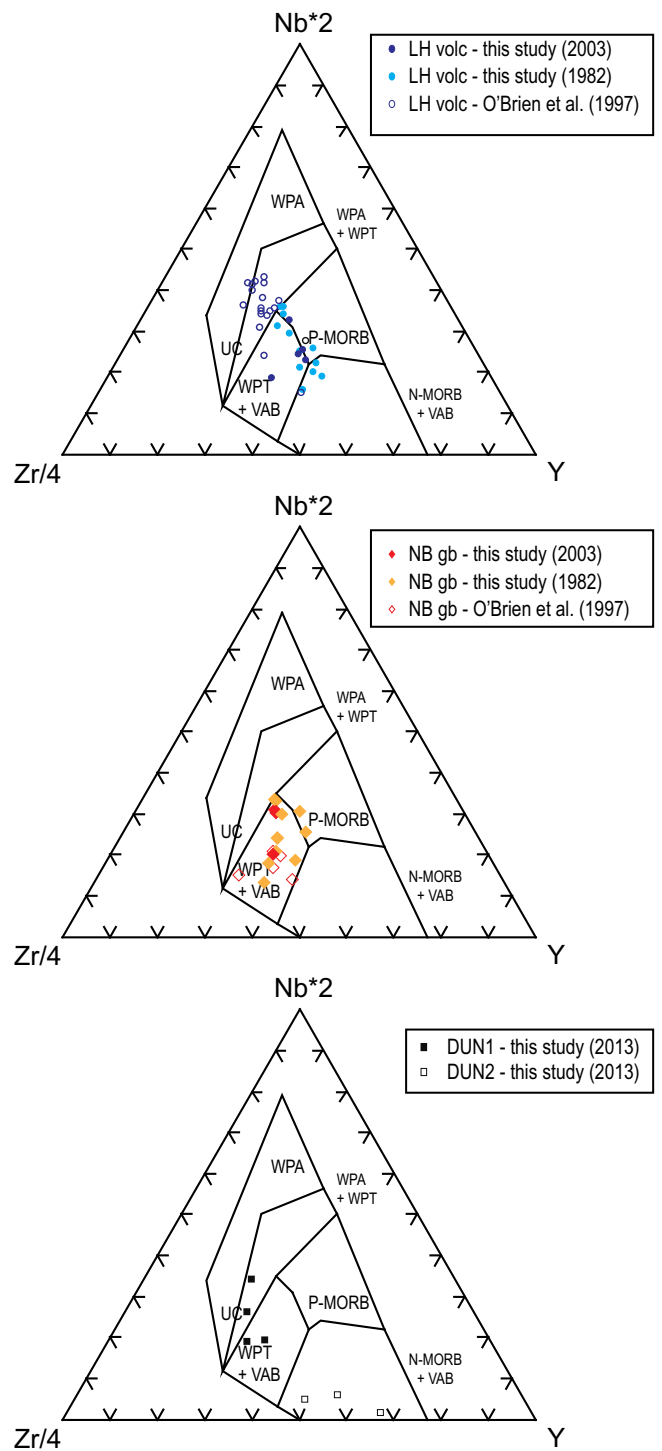 Nb*2
LH volc - this study (2003)
LH volc - this study (1982)
LH volc - O'Brien et al. (1997)
WPA
WPA
+ WPT
P-MORB
UC
WPT
+ VAB
N-MORB
+ VAB
Zr/4
Y
Nb*2
NB gb - this study (2003)
NB gb - this study (1982)
NB gb - O'Brien et al. (1997)
WPA
WPA
+ WPT
P-MORB
UC
WPT
+ VAB
N-MORB
+ VAB
Zr/4
Y
Nb*2
DUN1 - this study (2013)
DUN2 - this study (2013)
WPA
WPA
+ WPT
P-MORB
UC
WPT
+ VAB
N-MORB
+ VAB
Zr/4
Y